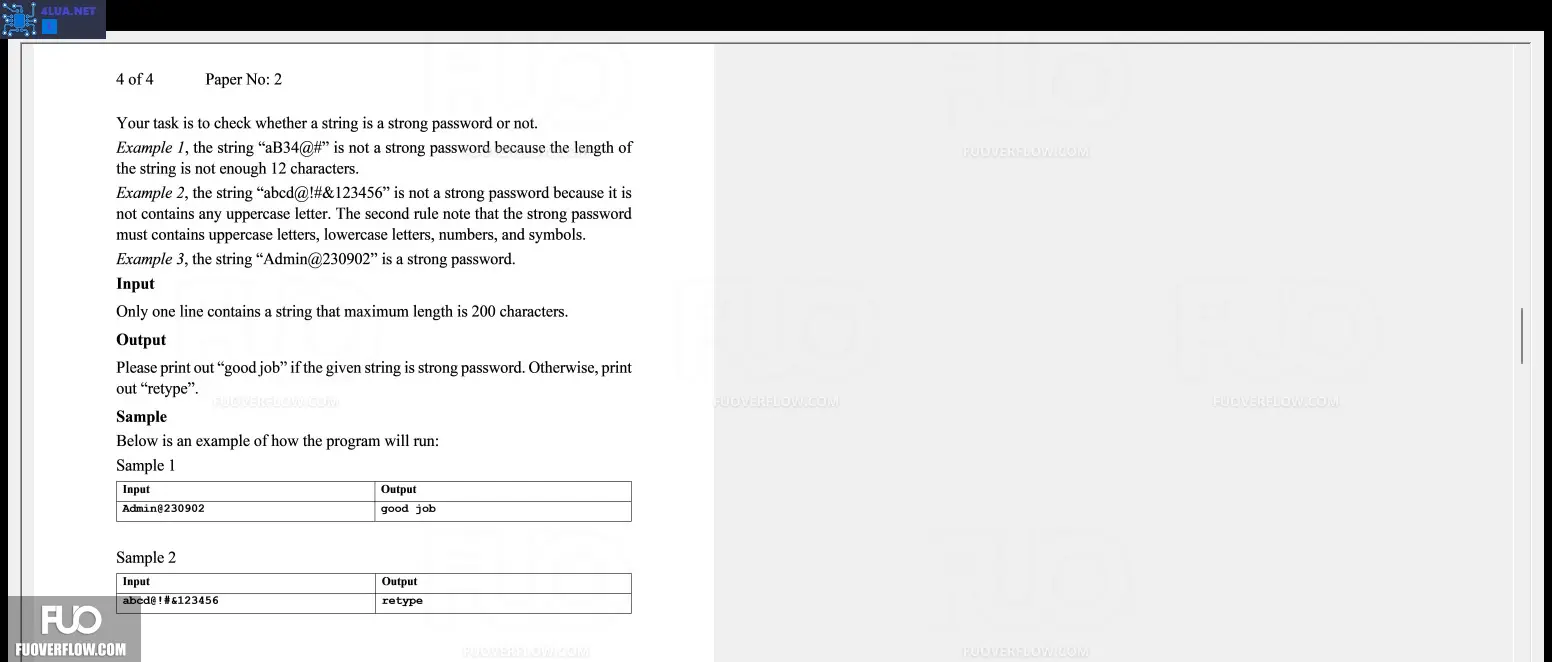 4LUA.NET
4 of 4 Paper No: 2
Your task is to check whether a string is a strong password or not.
Example 1, the string “aB34@#” is not a strong password because the length of
the string is not enough 12 characters.
FUOVERFLOW.COM
Example 2, the string “abcd@!#&123456” is not a strong password because it is
not contains any uppercase letter. The second rule note that the strong password
must contains uppercase letters, lowercase letters, numbers, and symbols.
Example 3, the string “Admin@230902” is a strong password.
Input
Only one line contains a string that maximum length is 200 characters.
Output
Please print out “good job” if the given string is strong password. Otherwise, print
out “retype”.
FUOVERFLOW.COM FUOVERFLOW.COM FUOVERFLOW.COM
Sample
Below is an example of how the program will run:
Sample 1
Input Output
Admin@230902 good job
Sample 2
Input Output
abcd@!#&123456 retype
FUO
FUOVERFLOW.COM
FUOVERFLOW.COM FUOVERFLOW.COM